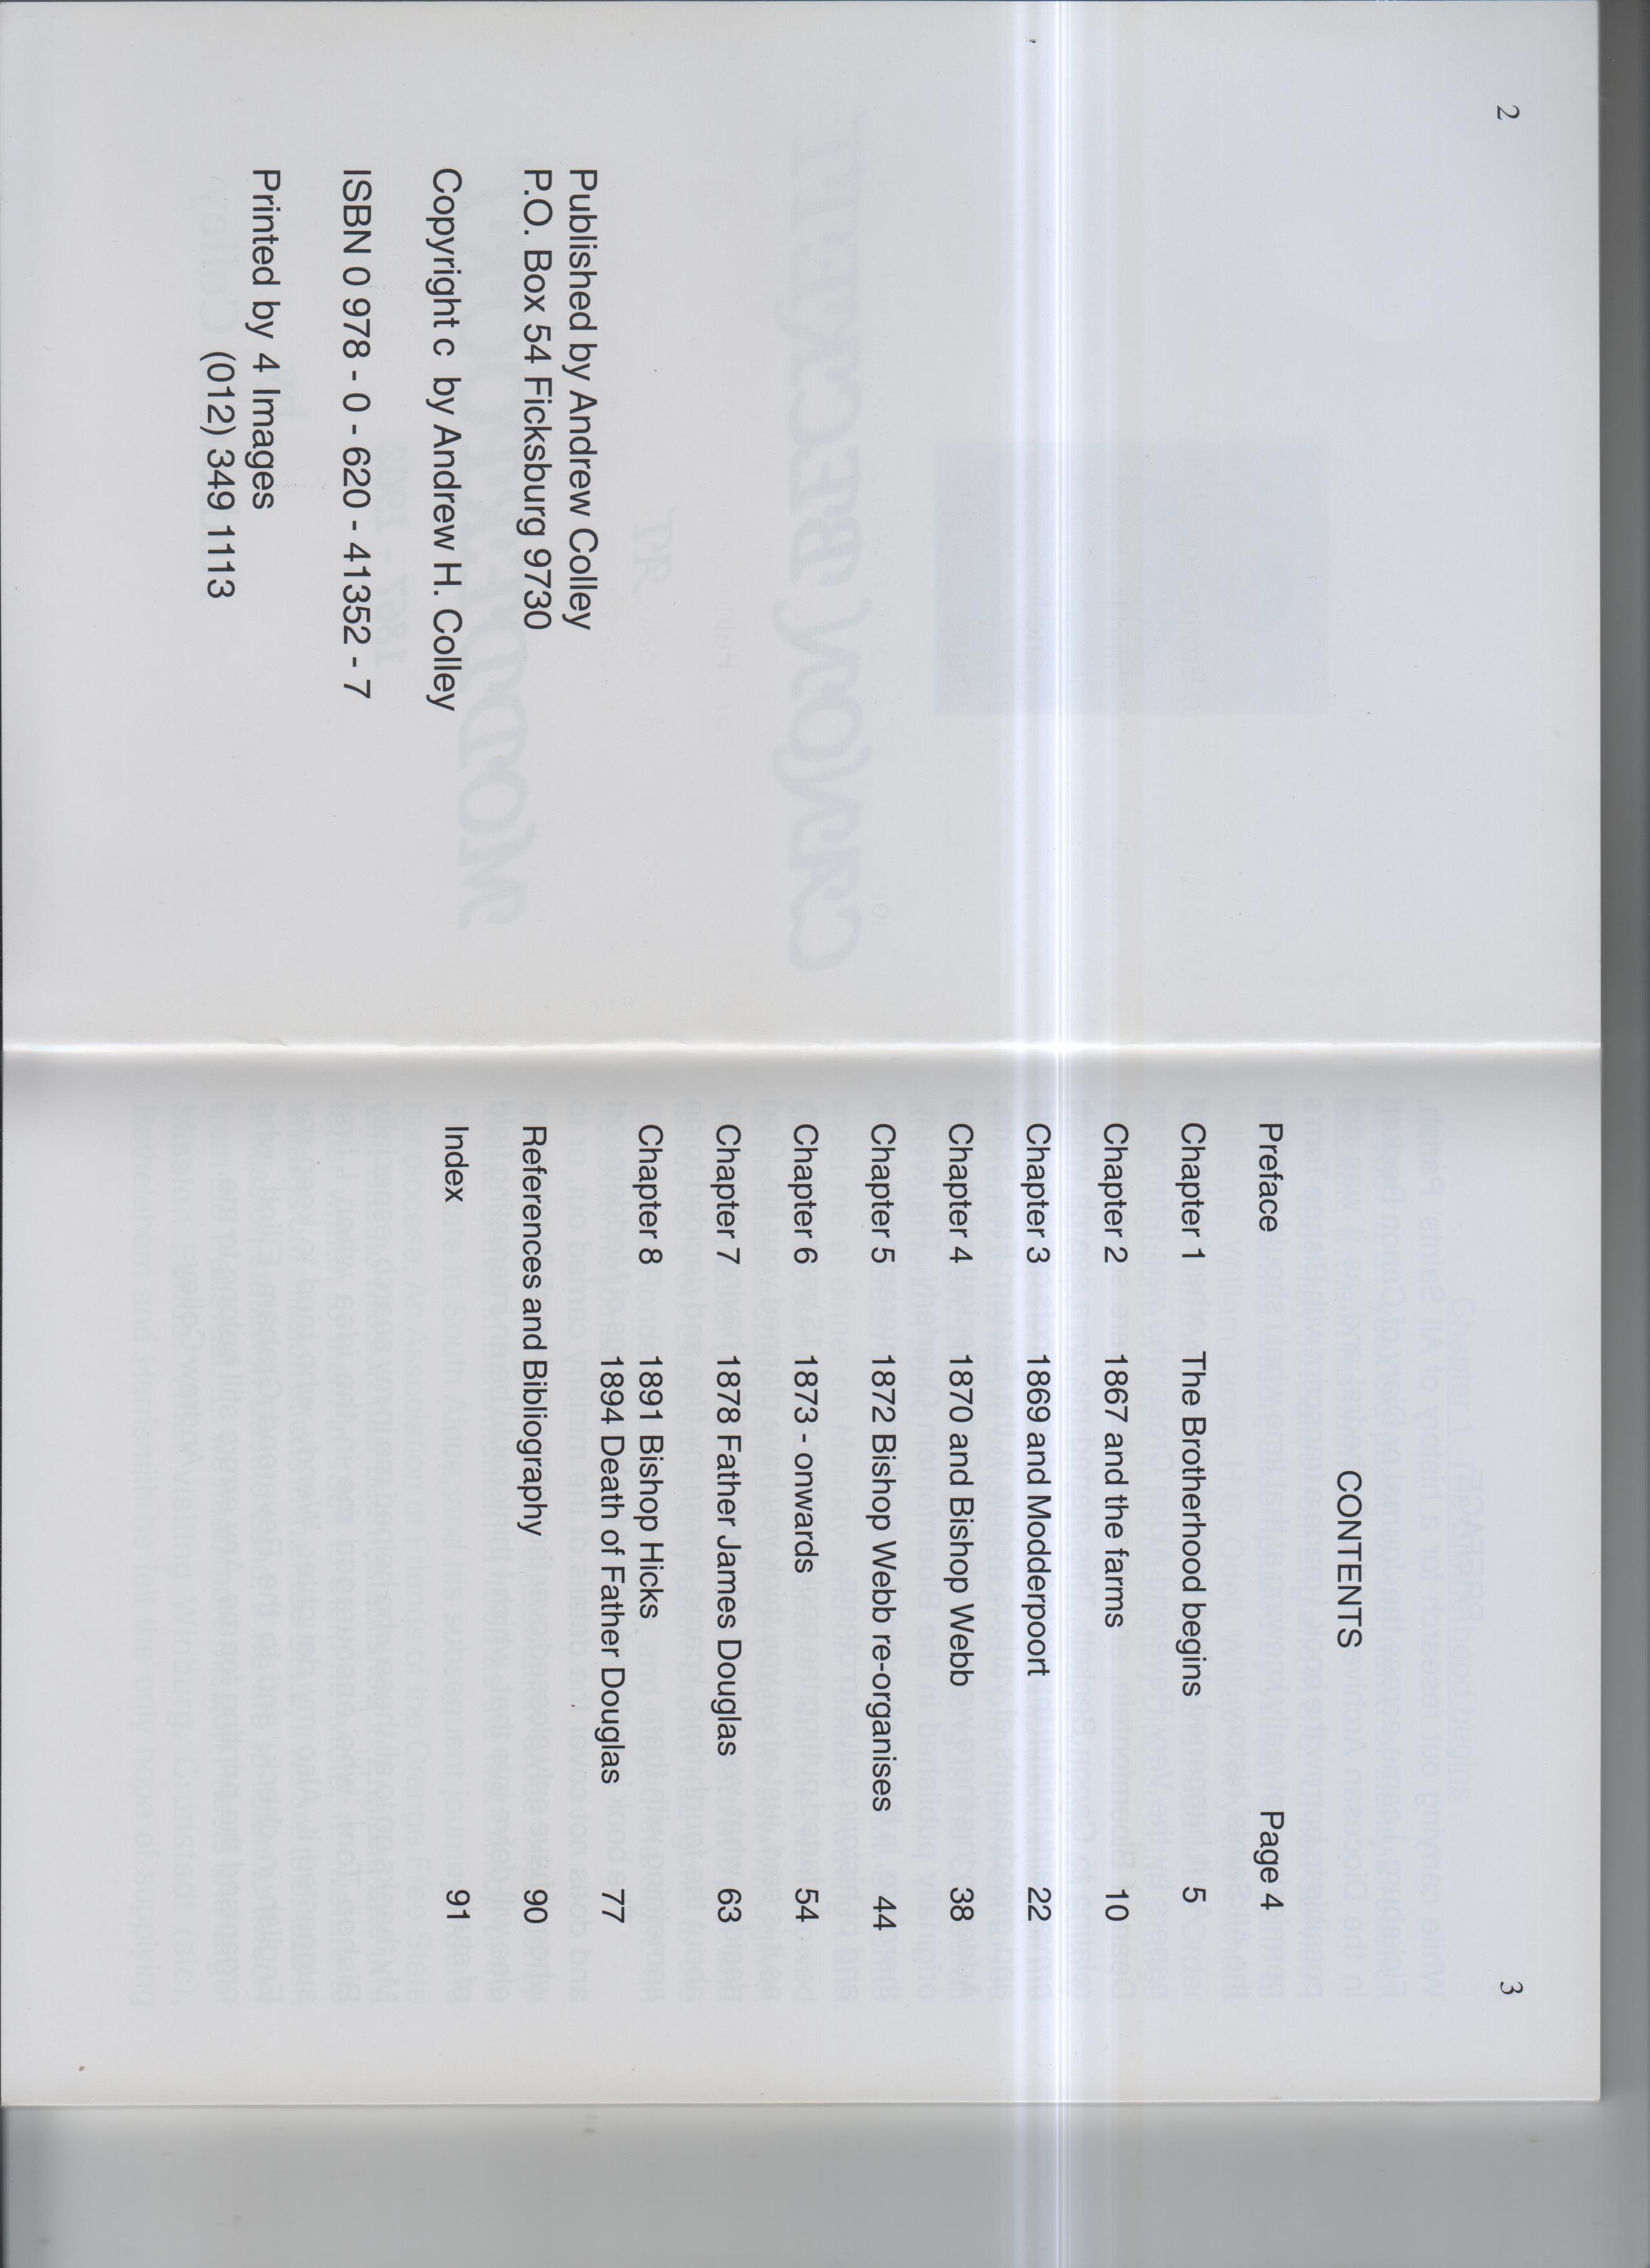 2
Published by Andrew Colley
P.O. Box 54 Ficksburg 9730
Copyright c by Andrew H. Colley
ISBN 0 978 - 0 - 620 - 41352 - 7
Printed by 4 Images
(012) 349 1113
3
CONTENTS
Preface Page 4
Chapter 1 The Brotherhood begins 5
Chapter 2 1867 and the farms 10
Chapter 3 1869 and Modderpoort 22
Chapter 4 1870 and Bishop Webb 38
Chapter 5 1872 Bishop Webb re-organises 44
Chapter 6 1873 - onwards 54
Chapter 7 1878 Father James Douglas 63
Chapter 8 1891 Bishop Hicks
1894 Death of Father Douglas 77
References and Bibliography 90
Index 91